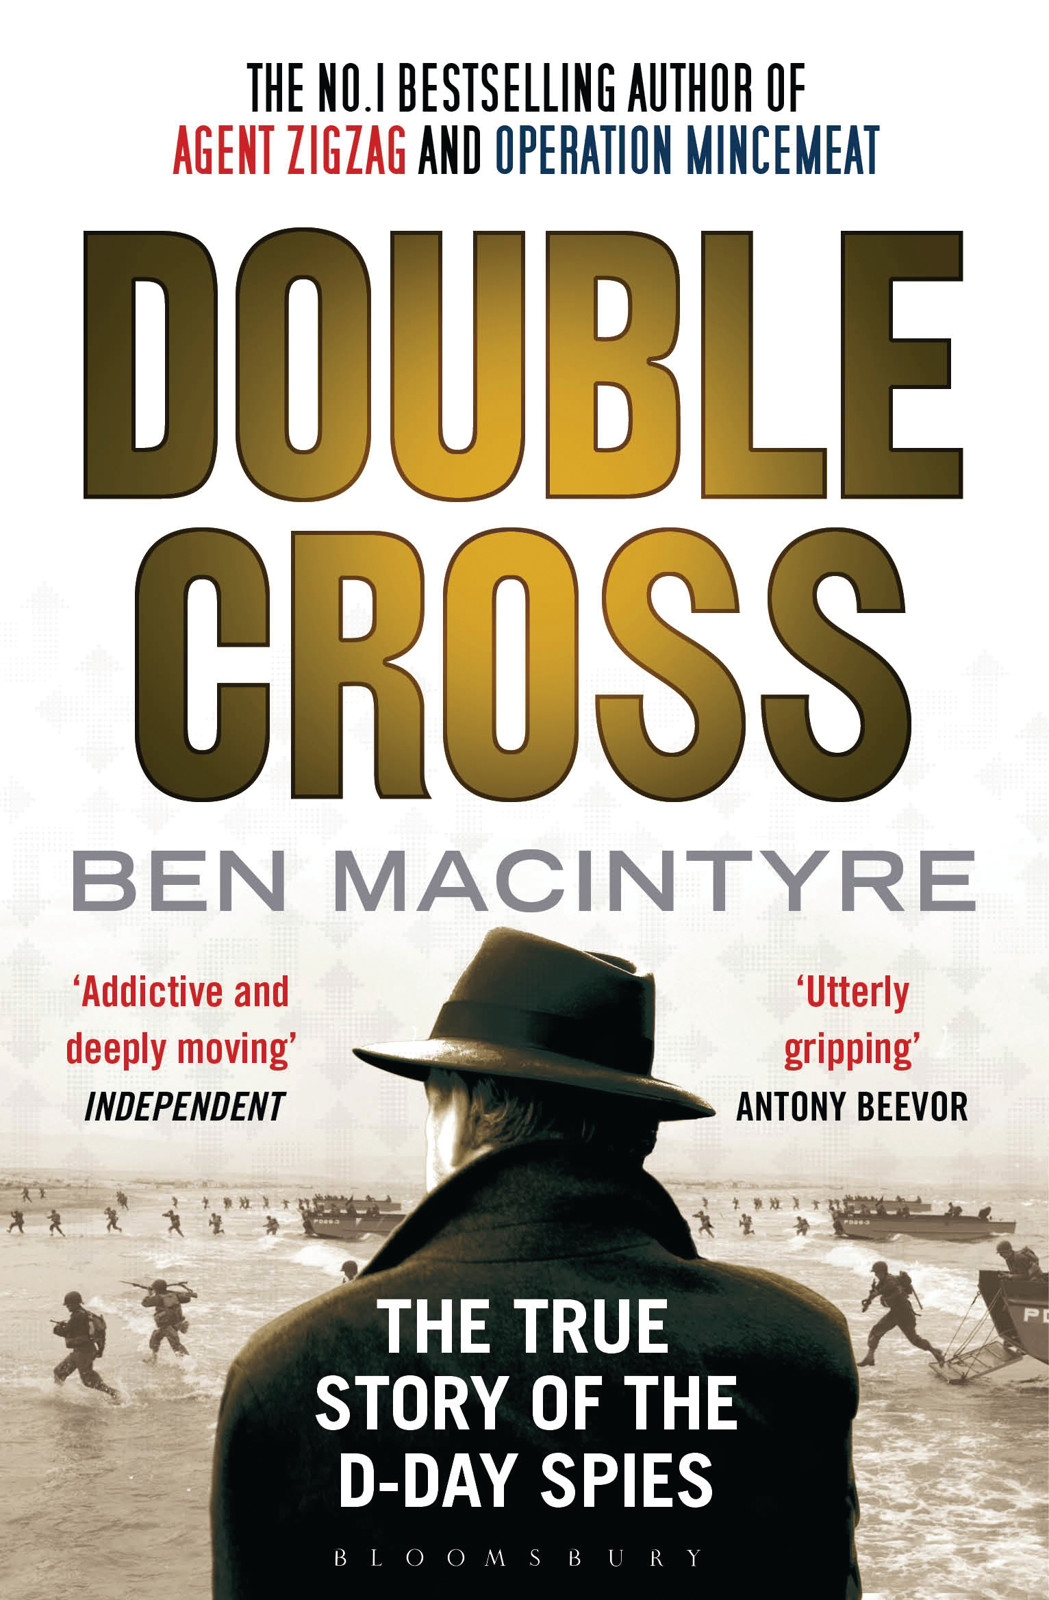 THE NO.1 BESTSELLING AUTHOR OF
AGENT ZIGZAG AND OPERATION MINCEMEAT
DOUBLE
CROSS
BEN MACINTYRE
‘Addictive and
deeply moving’
INDEPENDENT
‘Utterly
gripping’
ANTONY BEEVOR
THE TRUE
STORY OF THE
D-DAY SPIES
BLOOMSBURY